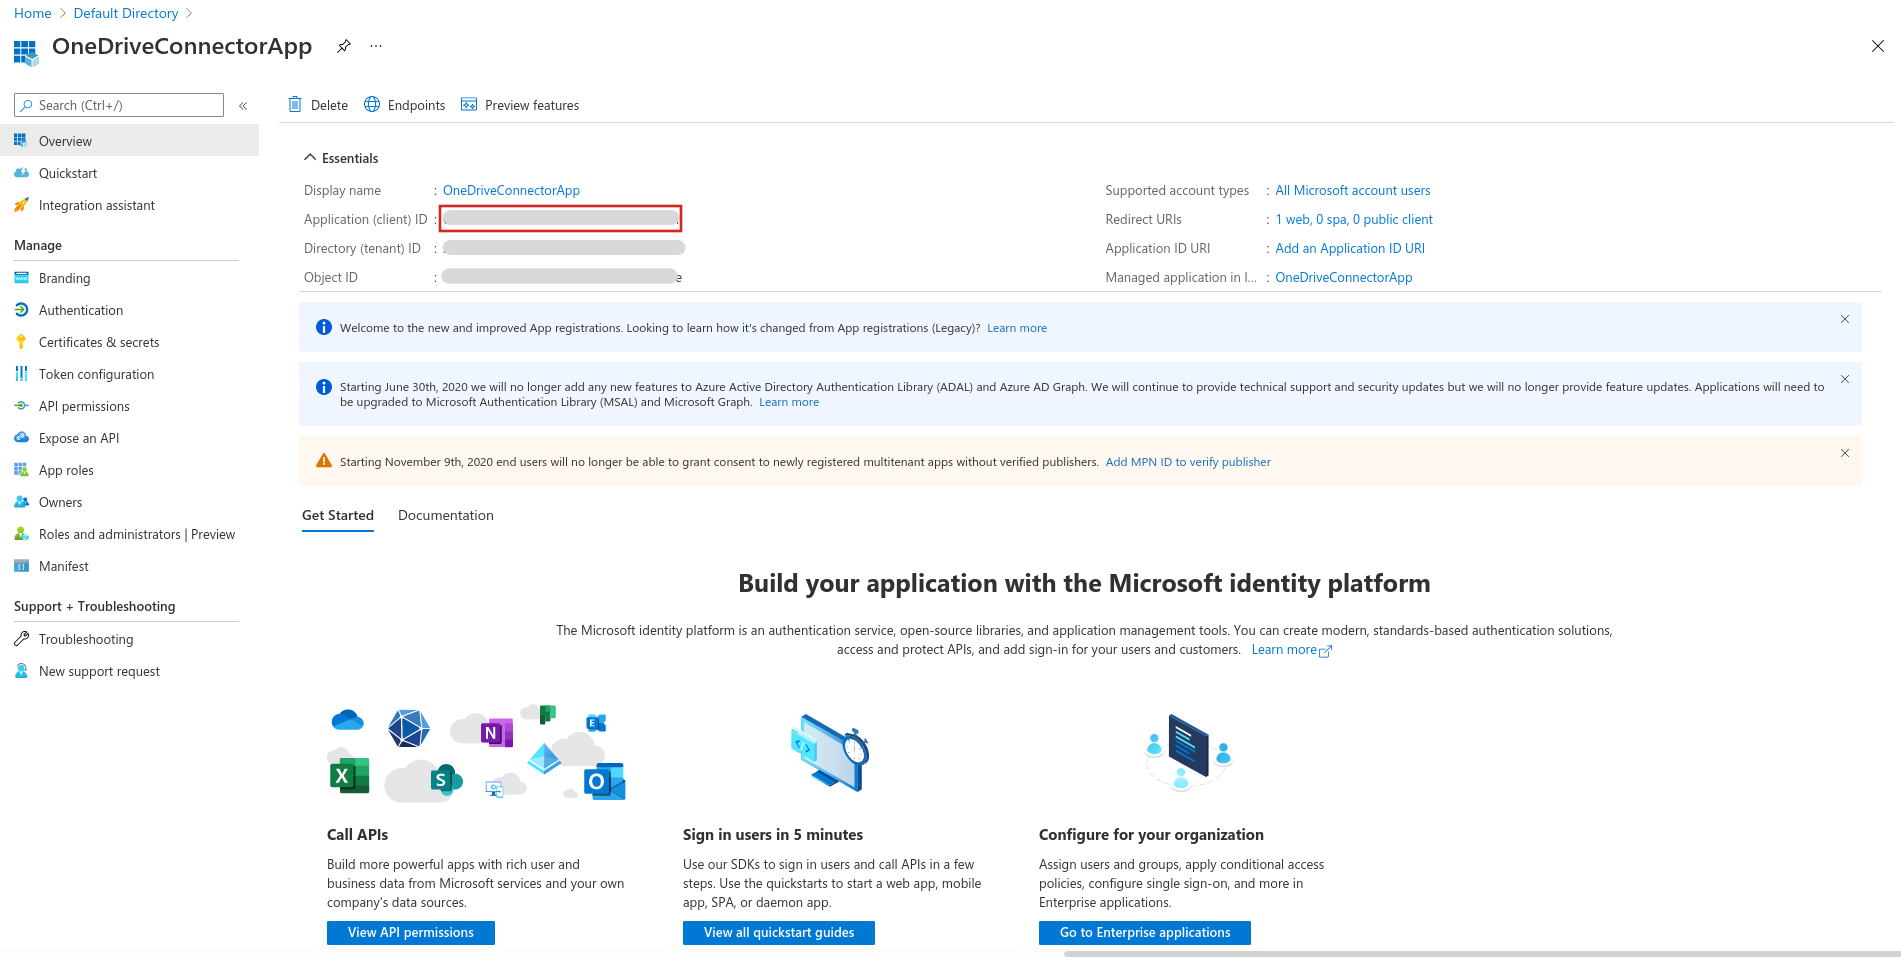 Home > Default Directory >
OneDriveConnectorApp ...
Search (Ctrl+/) «
Overview
Quickstart
Integration assistant
Manage
Branding
Authentication
Certificates & secrets
Token configuration
API permissions
Expose an API
App roles
Owners
Roles and administrators | Preview
Manifest
Support + Troubleshooting
Troubleshooting
New support request
Delete Endpoints Preview features
Essentials
Display name : OneDriveConnectorApp
Application (client) ID :
Directory (tenant) ID :
Object ID : e
Supported account types : All Microsoft account users
Redirect URIs : 1 web, 0 spa, 0 public client
Application ID URI : Add an Application ID URI
Managed application in l... : OneDriveConnectorApp
Welcome to the new and improved App registrations. Looking to learn how it's changed from App registrations (Legacy)? Learn more
Starting June 30th, 2020 we will no longer add any new features to Azure Active Directory Authentication Library (ADAL) and Azure AD Graph. We will continue to provide technical support and security updates but we will no longer provide feature updates. Applications will need to
be upgraded to Microsoft Authentication Library (MSAL) and Microsoft Graph. Learn more
Starting November 9th, 2020 end users will no longer be able to grant consent to newly registered multitenant apps without verified publishers. Add MPN ID to verify publisher
Get Started Documentation
Build your application with the Microsoft identity platform
The Microsoft identity platform is an authentication service, open-source libraries, and application management tools. You can create modern, standards-based authentication solutions,
access and protect APIs, and add sign-in for your users and customers. Learn more
N
E
X
S
O
Call APIs
Build more powerful apps with rich user and
business data from Microsoft services and your own
company's data sources.
View API permissions
Sign in users in 5 minutes
Use our SDKs to sign in users and call APIs in a few
steps. Use the quickstarts to start a web app, mobile
app, SPA, or daemon app.
View all quickstart guides
Configure for your organization
Assign users and groups, apply conditional access
policies, configure single sign-on, and more in
Enterprise applications.
Go to Enterprise applications